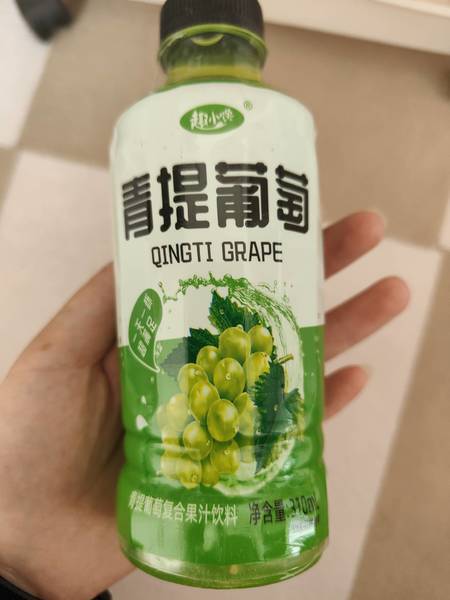 趣小馋®
青提葡萄
QINGTI GRAPE
青提葡萄复合果汁饮料
净含量:310mL